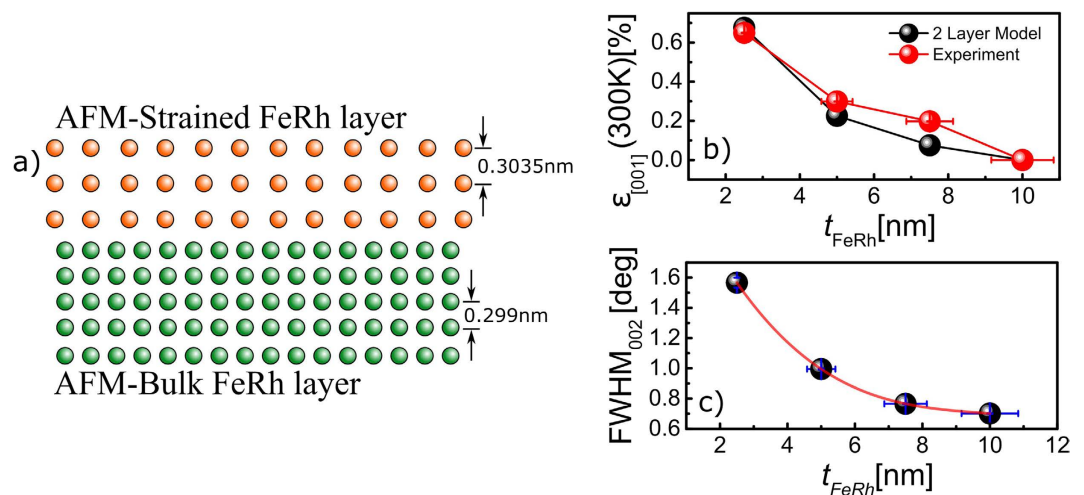 AFM-Strained FeRh layer
a)
0.3035nm
0.299nm
AFM-Bulk FeRh layer
ε[001](300K)[%]
0.6
0.4
0.2
0.0
2 Layer Model
Experiment
b)
2 4 6 8 10
tFeRh[nm]
FWHM002 [deg]
1.6
1.4
1.2
1.0
0.8
0.6
c)
2 4 6 8 10 12
tFeRh[nm]